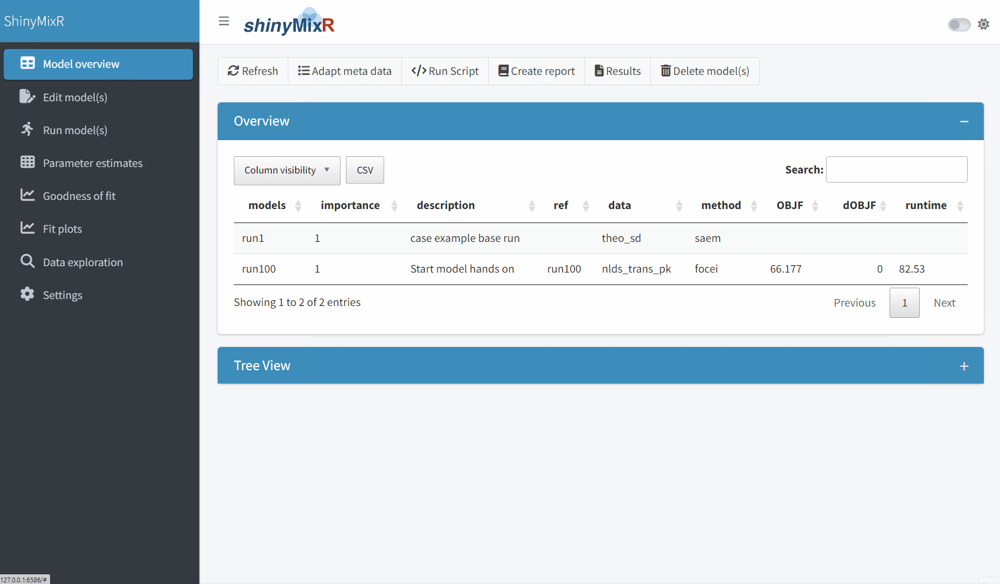 ShinyMixR
shinyMixR
Model overview
Edit model(s)
Run model(s)
Parameter estimates
Goodness of fit
Fit plots
Data exploration
Settings
Refresh
Adapt meta data
Run Script
Create report
Results
Delete model(s)
Overview
Column visibility
CSV
Search:
models importance description ref data method OBJF dOBJF runtime
run1 1 case example base run theo_sd saem
run100 1 Start model hands on run100 nlds_trans_pk focei 66.177 0 82.53
Showing 1 to 2 of 2 entries
Previous 1 Next
Tree View
127.0.0.1:6586/#